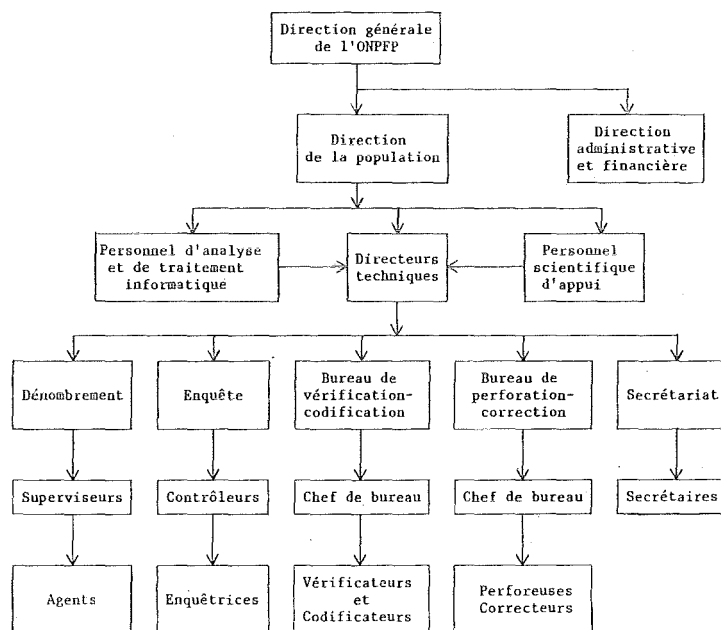 Direction générale
de l'ONPFP
Direction
de la population
Direction
administrative
et financière
Personnel d'analyse
et de traitement
informatique
Directeurs
techniques
Personnel
scientifique
d'appui
Dénombrement
Enquête
Bureau de
vérification-
codification
Bureau de
perforation-
correction
Secrétariat
Superviseurs
Contrôleurs
Chef de bureau
Chef de bureau
Secrétaires
Agents
Enquêtrices
Vérificateurs
et
Codificateurs
Perforeuses
Correcteurs